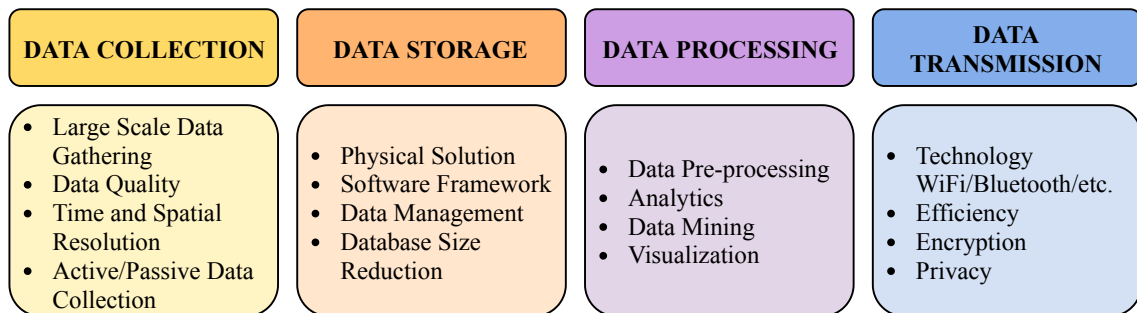 DATA COLLECTION
• Large Scale Data
Gathering
• Data Quality
• Time and Spatial
Resolution
• Active/Passive Data
Collection
DATA STORAGE
• Physical Solution
• Software Framework
• Data Management
• Database Size
Reduction
DATA PROCESSING
• Data Pre-processing
• Analytics
• Data Mining
• Visualization
DATA
TRANSMISSION
• Technology
WiFi/Bluetooth/etc.
• Efficiency
• Encryption
• Privacy